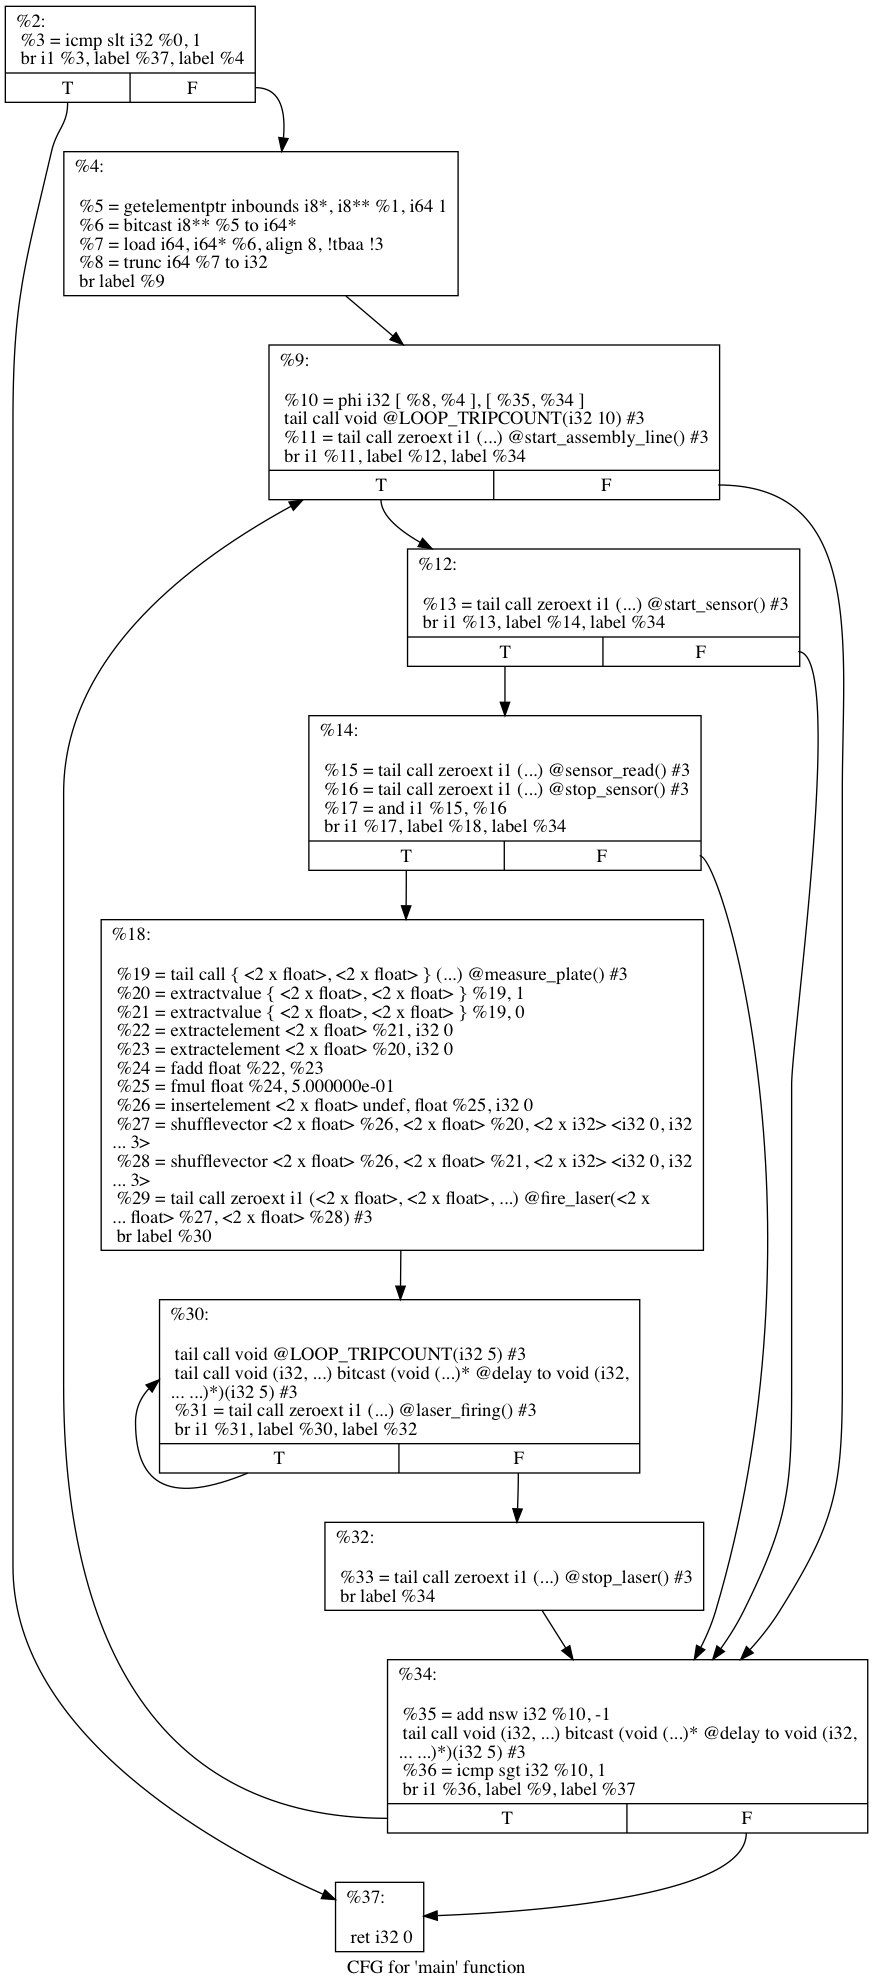 %2:
%3 = icmp slt i32 %0, 1
br i1 %3, label %37, label %4
T F
%4:
%5 = getelementptr inbounds i8*, i8** %1, i64 1
%6 = bitcast i8** %5 to i64*
%7 = load i64, i64* %6, align 8, !tbaa !3
%8 = trunc i64 %7 to i32
br label %9
%9:
%10 = phi i32 [ %8, %4 ], [ %35, %34 ]
tail call void @LOOP_TRIPCOUNT(i32 10) #3
%11 = tail call zeroext i1 (...) @start_assembly_line() #3
br i1 %11, label %12, label %34
T F
%12:
%13 = tail call zeroext i1 (...) @start_sensor() #3
br i1 %13, label %14, label %34
T F
%14:
%15 = tail call zeroext i1 (...) @sensor_read() #3
%16 = tail call zeroext i1 (...) @stop_sensor() #3
%17 = and i1 %15, %16
br i1 %17, label %18, label %34
T F
%18:
%19 = tail call { <2 x float>, <2 x float> } (...) @measure_plate() #3
%20 = extractvalue { <2 x float>, <2 x float> } %19, 1
%21 = extractvalue { <2 x float>, <2 x float> } %19, 0
%22 = extractelement <2 x float> %21, i32 0
%23 = extractelement <2 x float> %20, i32 0
%24 = fadd float %22, %23
%25 = fmul float %24, 5.000000e-01
%26 = insertelement <2 x float> undef, float %25, i32 0
%27 = shufflevector <2 x float> %26, <2 x float> %20, <2 x i32> <i32 0, i32
... 3>
%28 = shufflevector <2 x float> %26, <2 x float> %21, <2 x i32> <i32 0, i32
... 3>
%29 = tail call zeroext i1 (<2 x float>, <2 x float>, ...) @fire_laser(<2 x
... float> %27, <2 x float> %28) #3
br label %30
%30:
tail call void @LOOP_TRIPCOUNT(i32 5) #3
tail call void (i32, ...) bitcast (void (...)* @delay to void (i32,
... ...)*)(i32 5) #3
%31 = tail call zeroext i1 (...) @laser_firing() #3
br i1 %31, label %30, label %32
T F
%32:
%33 = tail call zeroext i1 (...) @stop_laser() #3
br label %34
%34:
%35 = add nsw i32 %10, -1
tail call void (i32, ...) bitcast (void (...)* @delay to void (i32,
... ...)*)(i32 5) #3
%36 = icmp sgt i32 %10, 1
br i1 %36, label %9, label %37
T F
%37:
ret i32 0
CFG for 'main' function